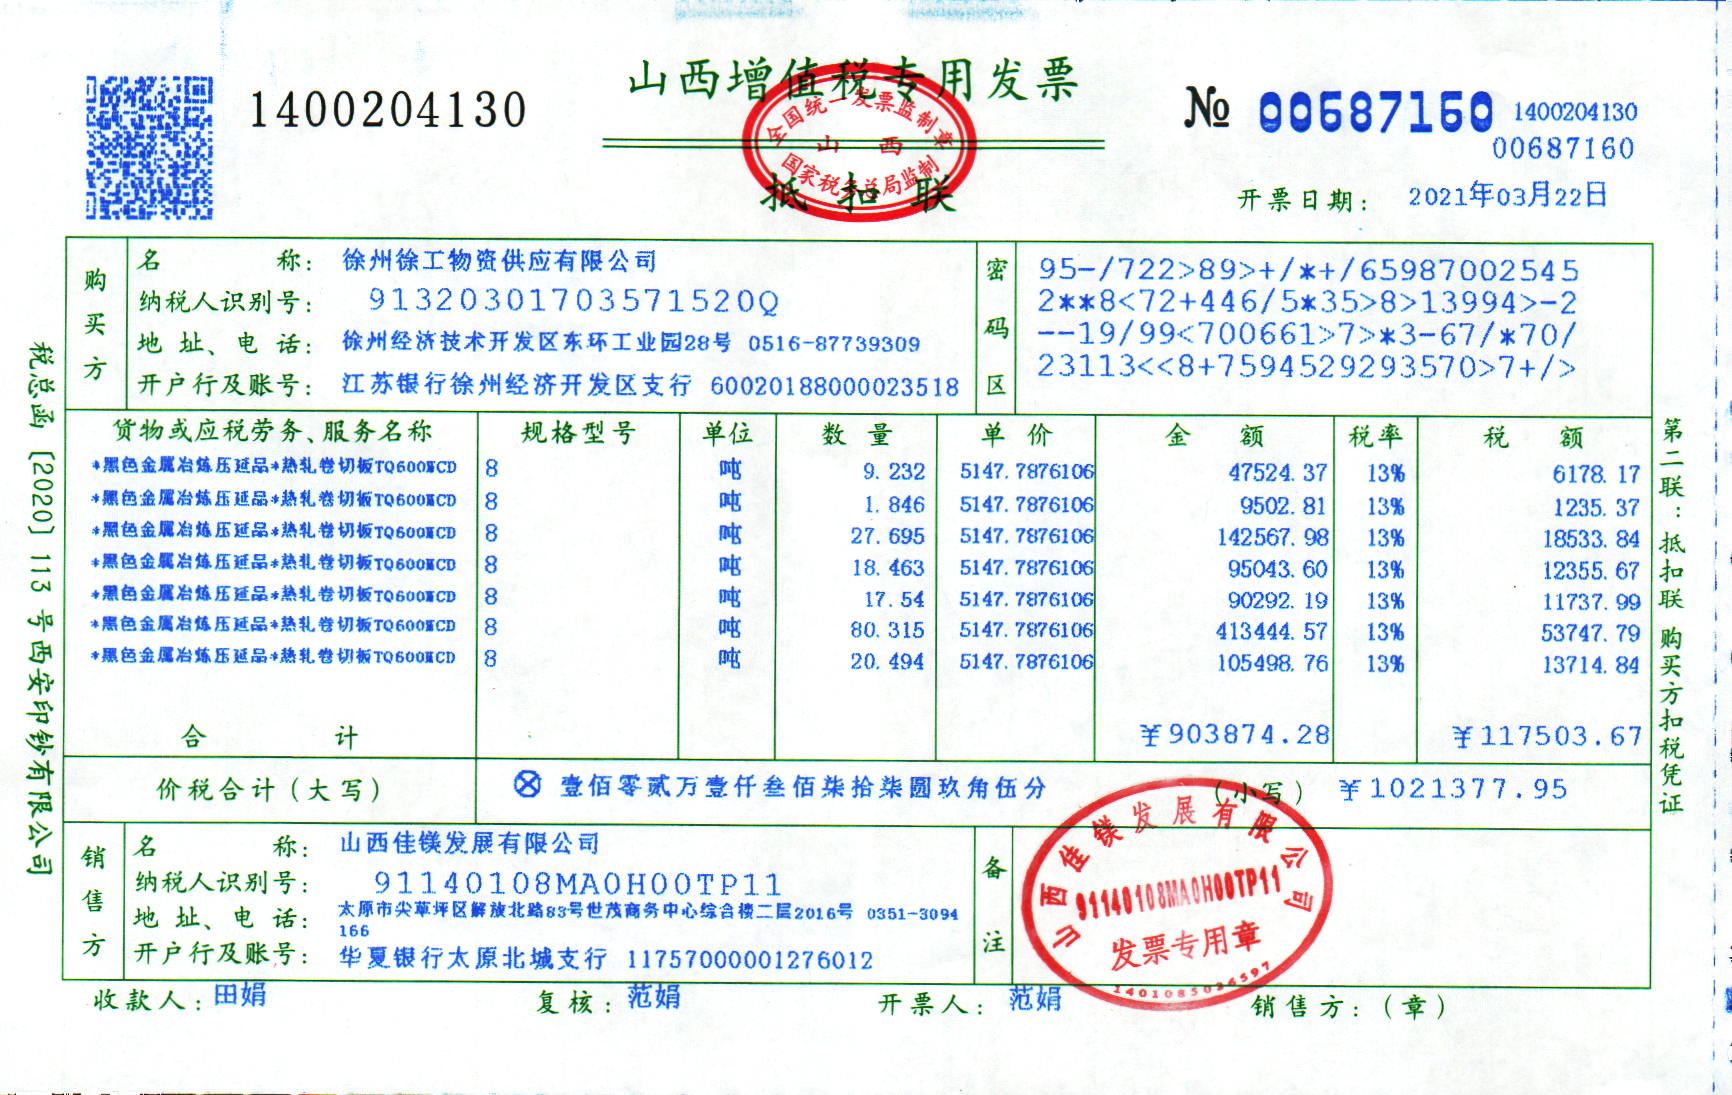 山西增值税专用发票
1400204130
№ 00687160 1400204130
00687160
全国统一发票监制章
山西
国家税务总局监制
抵扣联
开票日期: 2021年03月22日
购买方
名称: 徐州徐工物资供应有限公司
纳税人识别号: 91320301703571520Q
地址、电话: 徐州经济技术开发区东环工业园28号 0516-87739309
开户行及账号: 江苏银行徐州经济开发区支行 60020188000023518
密码区
95-/722>89>+/*+/65987002545
2**8<72+446/5*35>8>13994>-2
--19/99<700661>7>*3-67/*70/
23113<<8+7594529293570>7+/>
货物或应税劳务、服务名称 规格型号 单位 数量 单价 金额 税率 税额
*黑色金属冶炼压延品*热轧卷切板TQ600MCD 8 吨 9.232 5147.7876106 47524.37 13% 6178.17
*黑色金属冶炼压延品*热轧卷切板TQ600MCD 8 吨 1.846 5147.7876106 9502.81 13% 1235.37
*黑色金属冶炼压延品*热轧卷切板TQ600MCD 8 吨 27.695 5147.7876106 142567.98 13% 18533.84
*黑色金属冶炼压延品*热轧卷切板TQ600MCD 8 吨 18.463 5147.7876106 95043.60 13% 12355.67
*黑色金属冶炼压延品*热轧卷切板TQ600MCD 8 吨 17.54 5147.7876106 90292.19 13% 11737.99
*黑色金属冶炼压延品*热轧卷切板TQ600MCD 8 吨 80.315 5147.7876106 413444.57 13% 53747.79
*黑色金属冶炼压延品*热轧卷切板TQ600MCD 8 吨 20.494 5147.7876106 105498.76 13% 13714.84
合计 ¥903874.28 ¥117503.67
价税合计(大写) ⊗壹佰零贰万壹仟叁佰柒拾柒圆玖角伍分 (小写) ¥1021377.95
销售方
名称: 山西佳镁发展有限公司
纳税人识别号: 91140108MA0H00TP11
地址、电话: 太原市尖草坪区解放北路83号世茂商务中心综合楼二层2016号 0351-3094
166
开户行及账号: 华夏银行太原北城支行 11757000001276012
备注
山西佳镁发展有限公司
91140108MA0H00TP11
发票专用章
收款人: 田娟 复核: 范娟 开票人: 范娟 销售方: (章)
税总函〔2020〕113号西安印钞有限公司
第二联:抵扣联 购买方扣税凭证